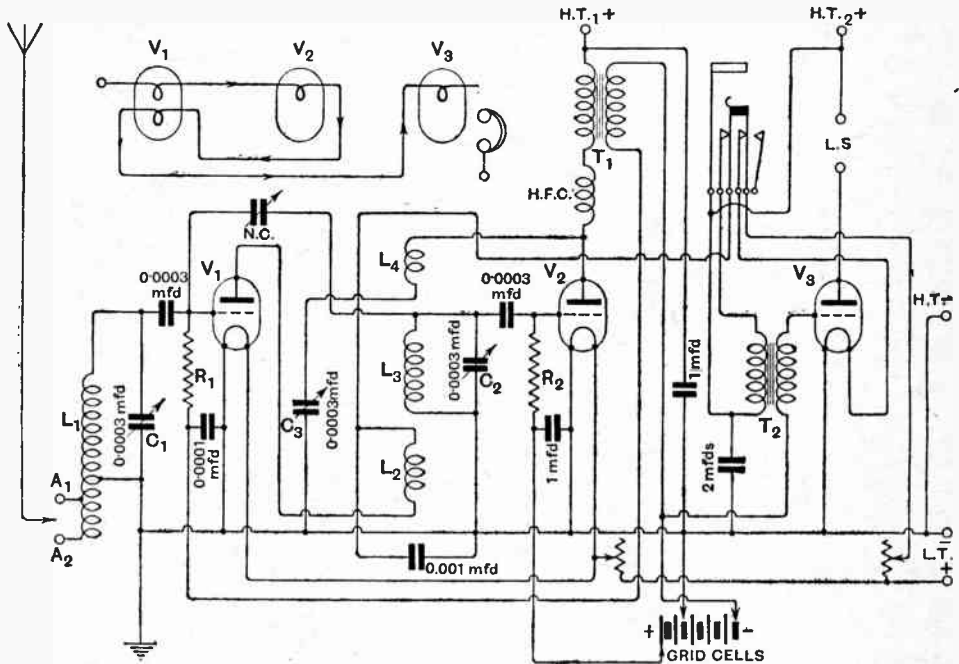 H.T.1+
H.T.2+
V1
V2
V3
T1
L.S
H.F.C.
N.C.
L4
0·0003 mfd
V1
0·0003 mfd
V2
V3
H.T.-
L1
0·0003 mfd
C1
R1
0·0001 mfd
C3
0·0003mfd
L3
0·0003 mfd
C2
R2
1 mfd
1 mfd
T2
2 mfds
L2
A1
A2
0.001 mfd
-
L.T.
+
+
-
GRID CELLS